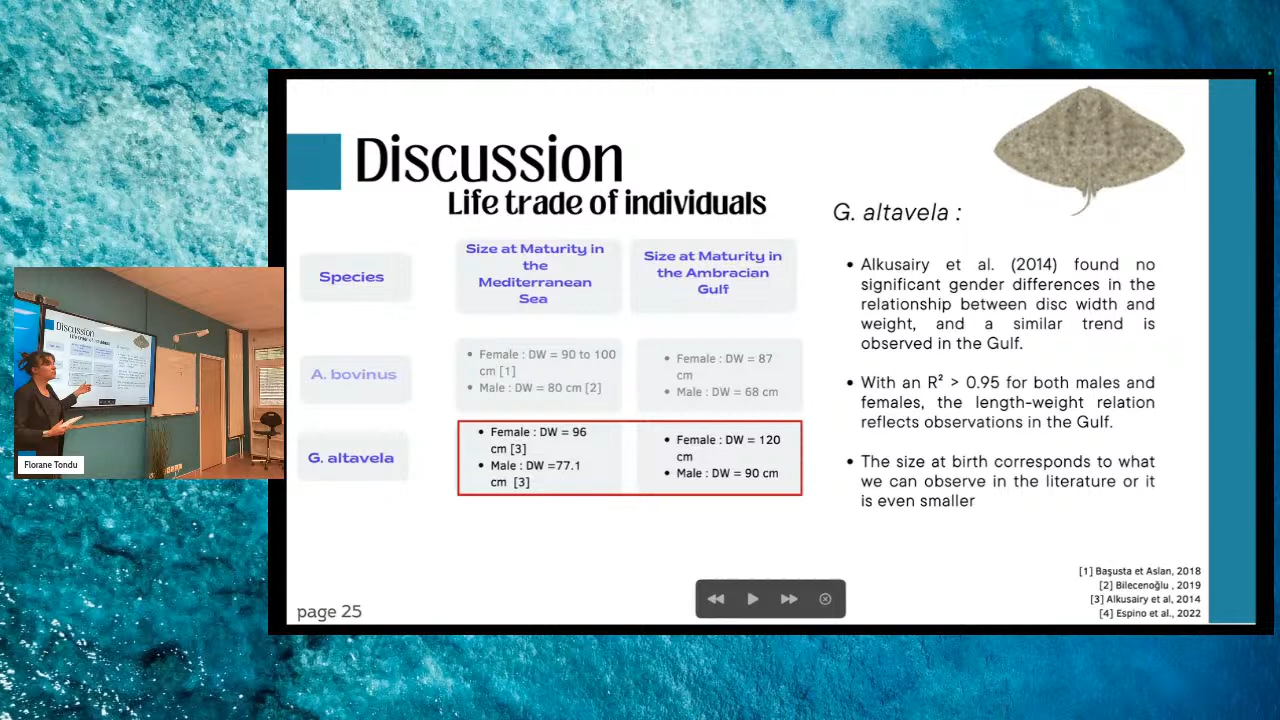 Discussion
Life trade of individuals
Species
Size at Maturity in
the
Mediterranean
Sea
Size at Maturity in
the Ambracian
Gulf
A. bovinus
• Female : DW = 90 to 100
cm [1]
• Male : DW = 80 cm [2]
• Female : DW = 87
cm
• Male : DW = 68 cm
G. altavela
• Female : DW = 96
cm [3]
• Male : DW =77.1
cm [3]
• Female : DW = 120
cm
• Male : DW = 90 cm
G. altavela :
• Alkusairy et al. (2014) found no
significant gender differences in the
relationship between disc width and
weight, and a similar trend is
observed in the Gulf.
• With an R² > 0.95 for both males and
females, the length-weight relation
reflects observations in the Gulf.
• The size at birth corresponds to what
we can observe in the literature or it
is even smaller
[1] Başusta et Aslan, 2018
[2] Bilecenoğlu , 2019
[3] Alkusairy et al, 2014
[4] Espino et al., 2022
page 25
Discussion
Life trade of individuals
Florane Tondu